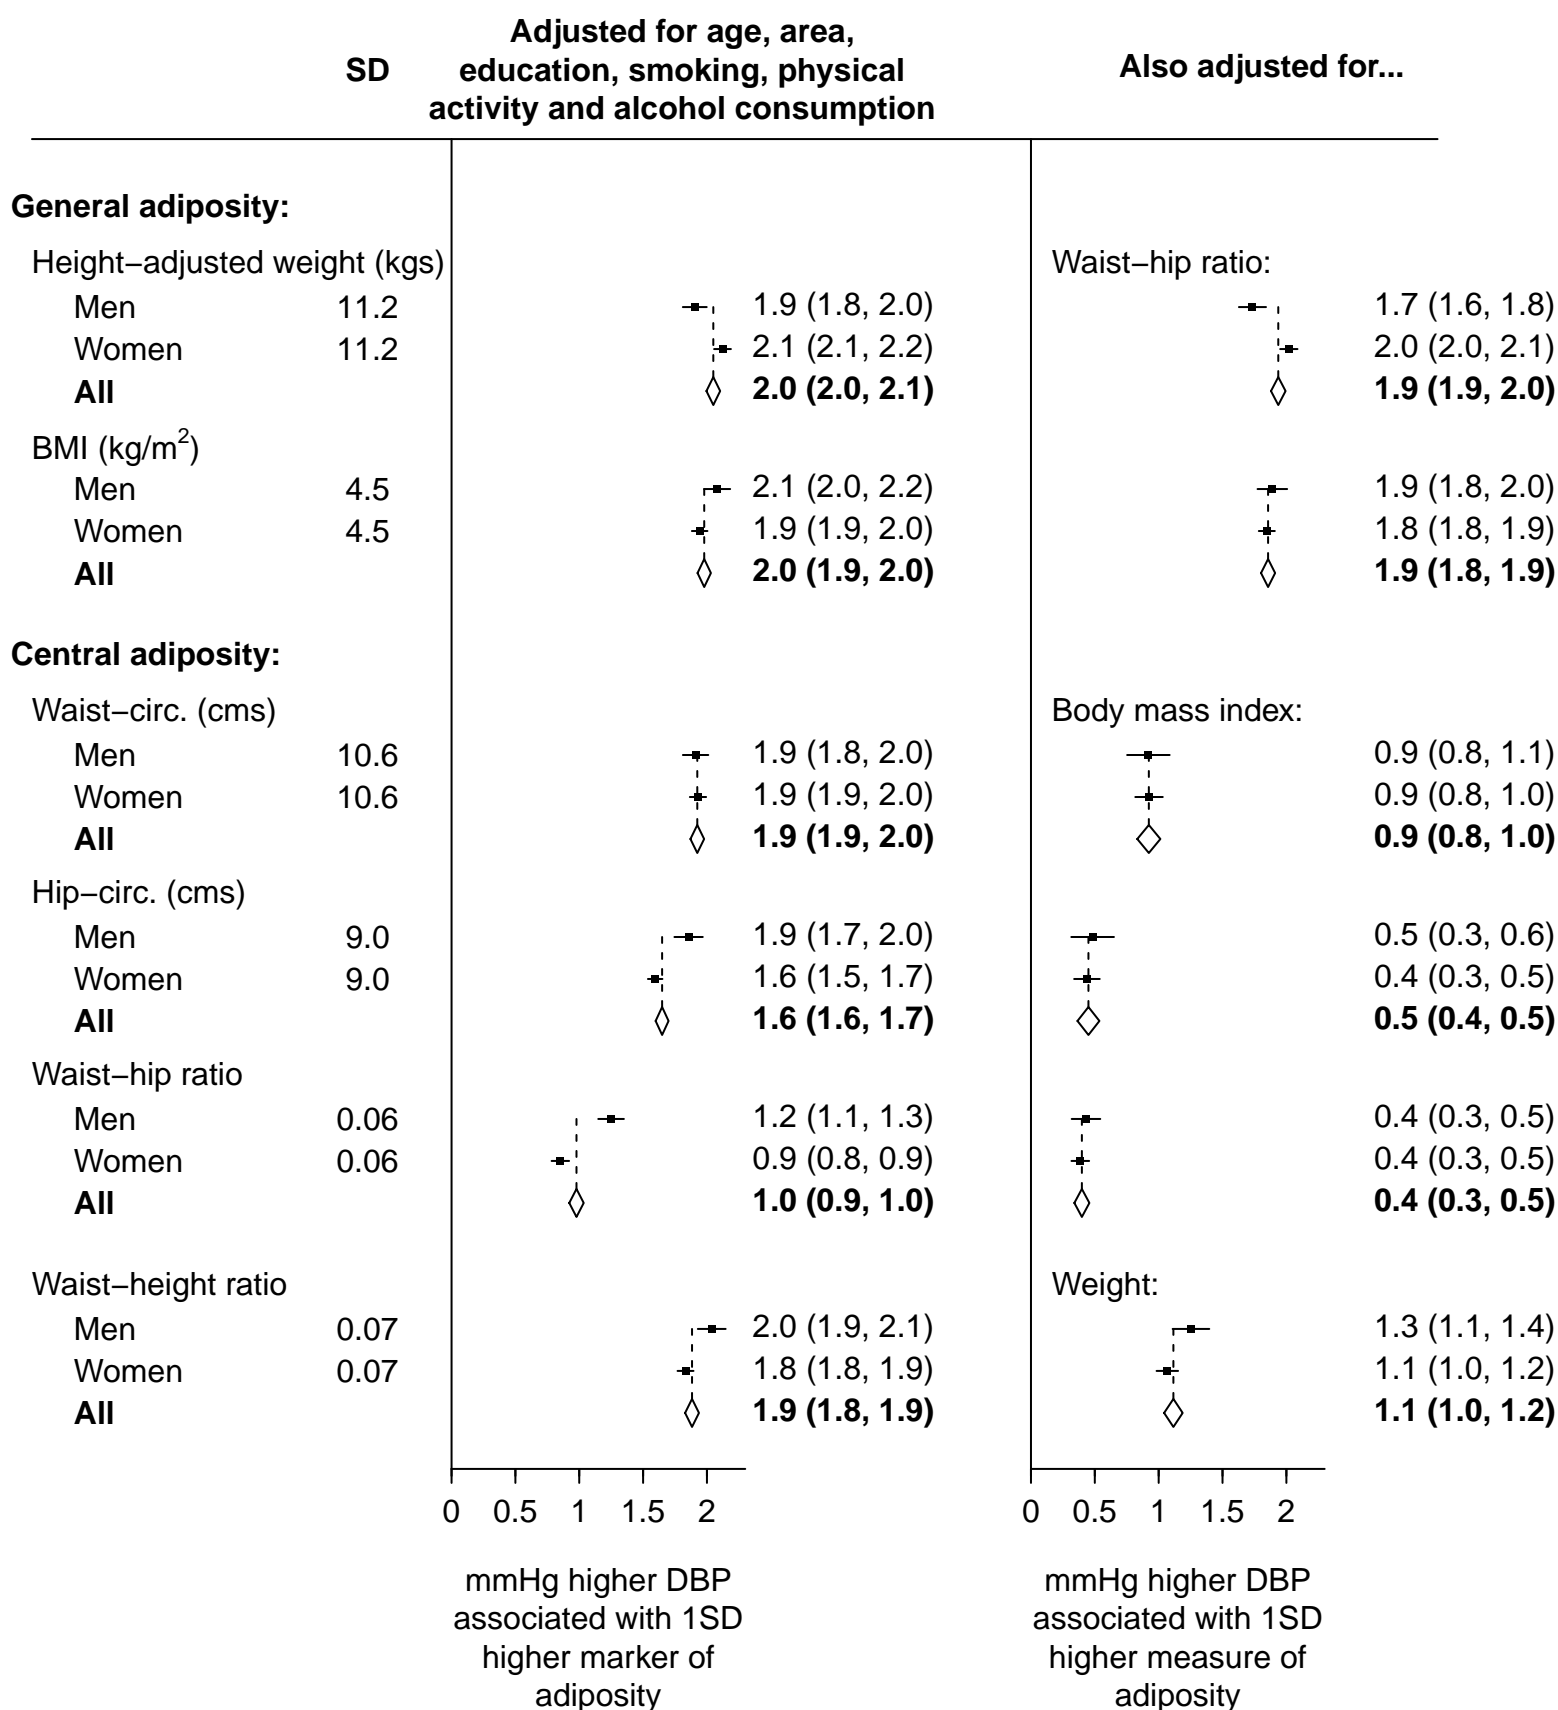 Adjusted for age, area,
SD education, smoking, physical Also adjusted for...
activity and alcohol consumption
General adiposity:
Height−adjusted weight (kgs) Waist−hip ratio:
Men 11.2 1.9 (1.8, 2.0) 1.7 (1.6, 1.8)
Women 11.2 2.1 (2.1, 2.2) 2.0 (2.0, 2.1)
All 2.0 (2.0, 2.1) 1.9 (1.9, 2.0)
BMI (kg/m²)
Men 4.5 2.1 (2.0, 2.2) 1.9 (1.8, 2.0)
Women 4.5 1.9 (1.9, 2.0) 1.8 (1.8, 1.9)
All 2.0 (1.9, 2.0) 1.9 (1.8, 1.9)
Central adiposity:
Waist−circ. (cms) Body mass index:
Men 10.6 1.9 (1.8, 2.0) 0.9 (0.8, 1.1)
Women 10.6 1.9 (1.9, 2.0) 0.9 (0.8, 1.0)
All 1.9 (1.9, 2.0) 0.9 (0.8, 1.0)
Hip−circ. (cms)
Men 9.0 1.9 (1.7, 2.0) 0.5 (0.3, 0.6)
Women 9.0 1.6 (1.5, 1.7) 0.4 (0.3, 0.5)
All 1.6 (1.6, 1.7) 0.5 (0.4, 0.5)
Waist−hip ratio
Men 0.06 1.2 (1.1, 1.3) 0.4 (0.3, 0.5)
Women 0.06 0.9 (0.8, 0.9) 0.4 (0.3, 0.5)
All 1.0 (0.9, 1.0) 0.4 (0.3, 0.5)
Waist−height ratio Weight:
Men 0.07 2.0 (1.9, 2.1) 1.3 (1.1, 1.4)
Women 0.07 1.8 (1.8, 1.9) 1.1 (1.0, 1.2)
All 1.9 (1.8, 1.9) 1.1 (1.0, 1.2)
0 0.5 1 1.5 2 0 0.5 1 1.5 2
mmHg higher DBP mmHg higher DBP
associated with 1SD associated with 1SD
higher marker of higher measure of
adiposity adiposity